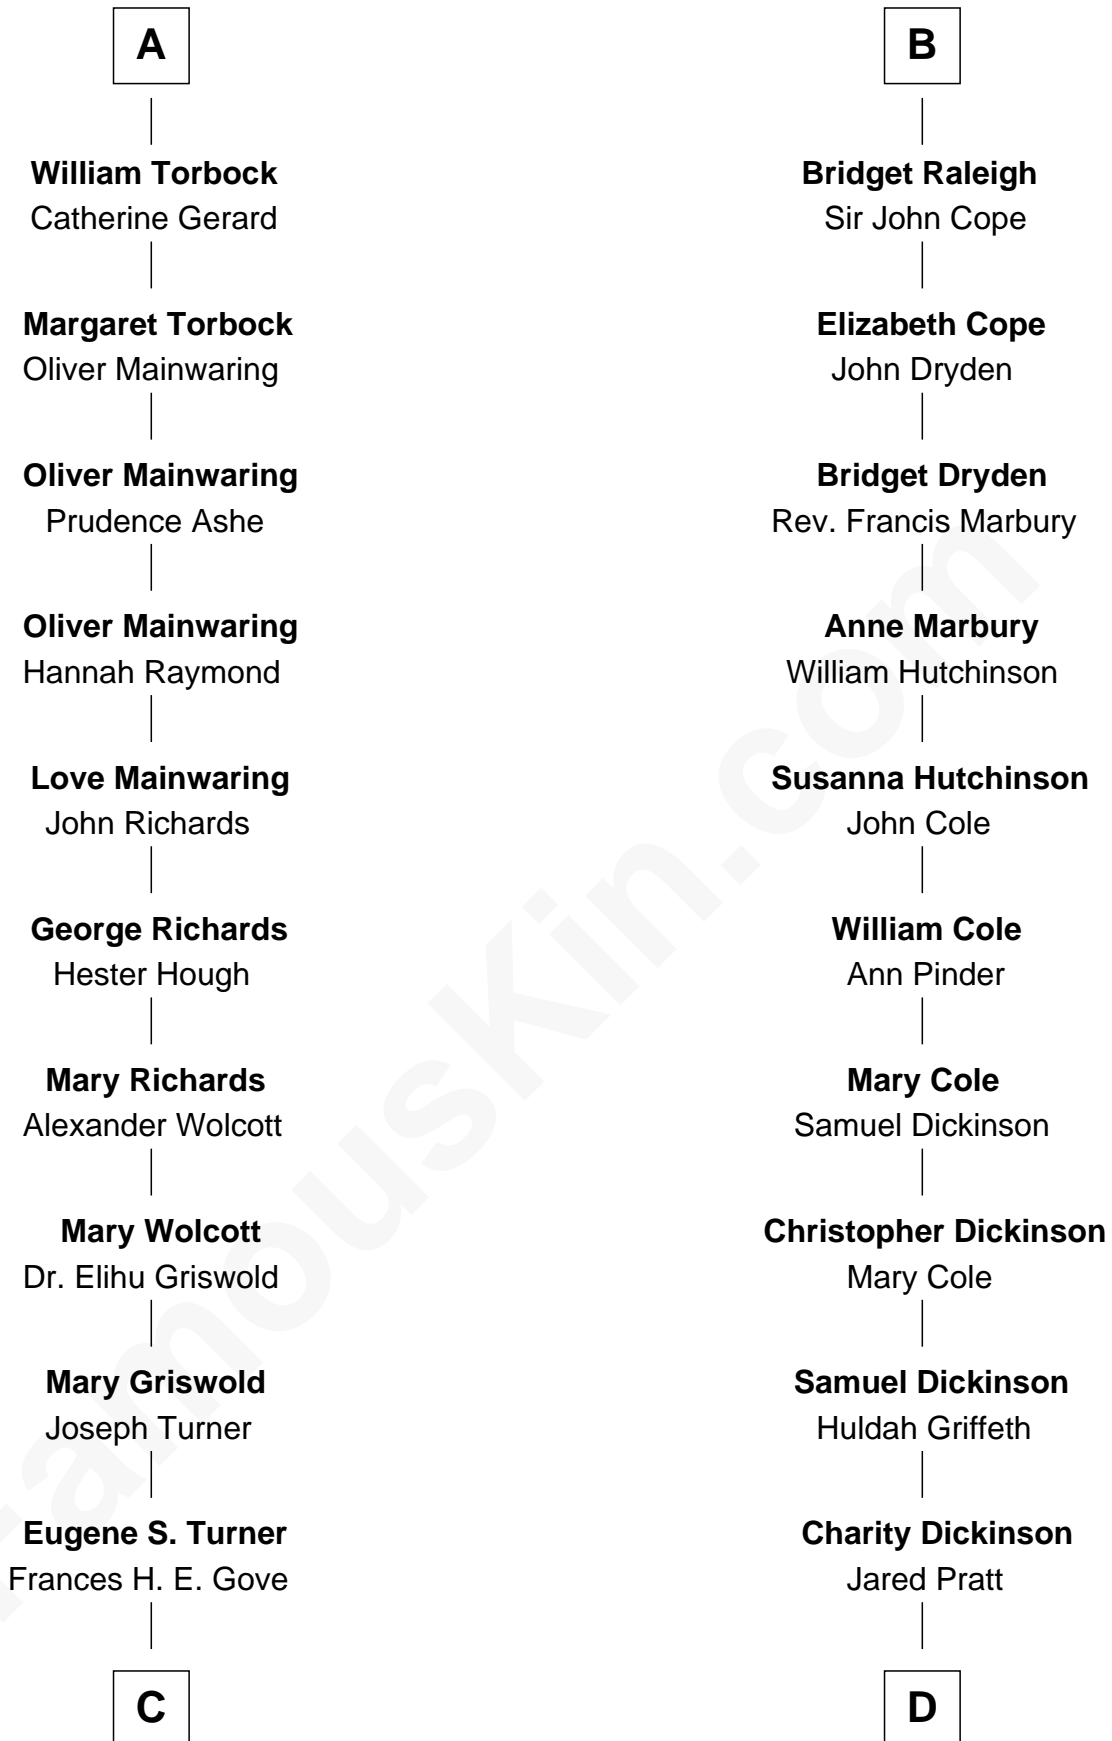 A
William Torbock
Catherine Gerard
Margaret Torbock
Oliver Mainwaring
Oliver Mainwaring
Prudence Ashe
Oliver Mainwaring
Hannah Raymond
Love Mainwaring
John Richards
George Richards
Hester Hough
Mary Richards
Alexander Wolcott
Mary Wolcott
Dr. Elihu Griswold
Mary Griswold
Joseph Turner
Eugene S. Turner
Frances H. E. Gove
C
B
Bridget Raleigh
Sir John Cope
Elizabeth Cope
John Dryden
Bridget Dryden
Rev. Francis Marbury
Anne Marbury
William Hutchinson
Susanna Hutchinson
John Cole
William Cole
Ann Pinder
Mary Cole
Samuel Dickinson
Christopher Dickinson
Mary Cole
Samuel Dickinson
Huldah Griffeth
Charity Dickinson
Jared Pratt
D
FamousKin.com